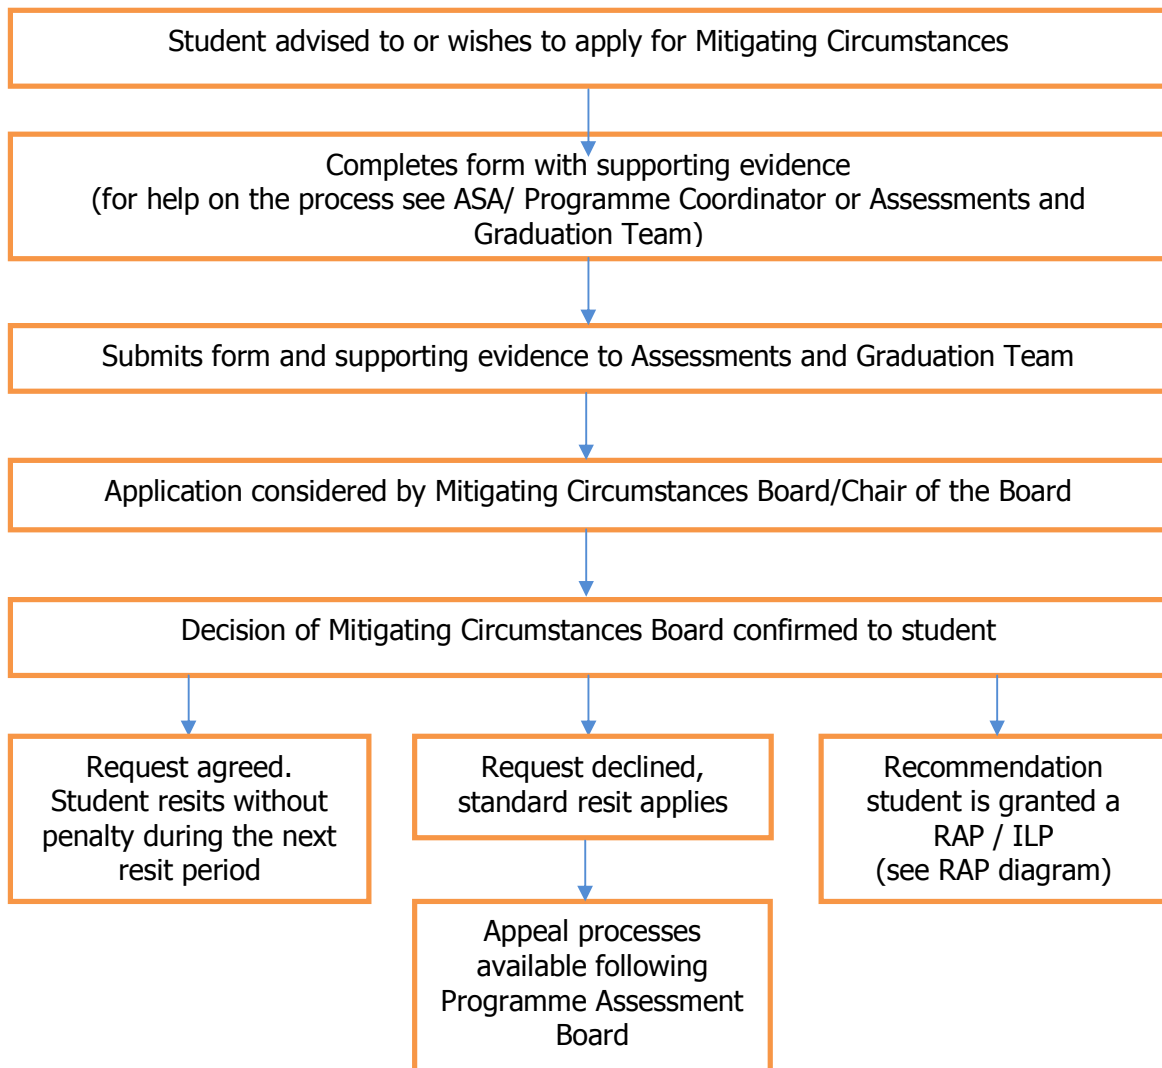 Student advised to or wishes to apply for Mitigating Circumstances
Completes form with supporting evidence
(for help on the process see ASA/ Programme Coordinator or Assessments and
Graduation Team)
Submits form and supporting evidence to Assessments and Graduation Team
Application considered by Mitigating Circumstances Board/Chair of the Board
Decision of Mitigating Circumstances Board confirmed to student
Request agreed.
Student resits without
penalty during the next
resit period
Request declined,
standard resit applies
Recommendation
student is granted a
RAP / ILP
(see RAP diagram)
Appeal processes
available following
Programme Assessment
Board